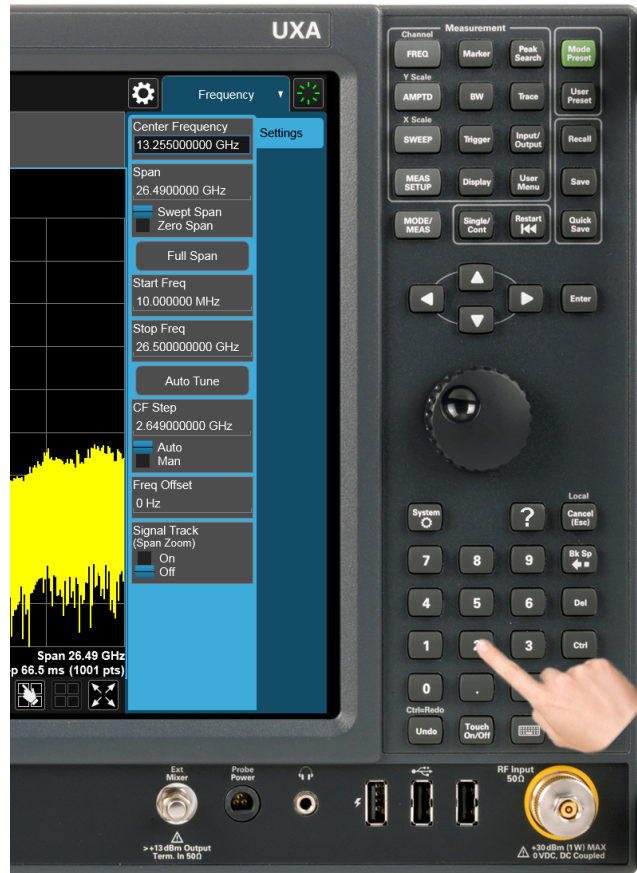 UXA
Frequency
Settings
Center Frequency
13.255000000 GHz
Span
26.4900000 GHz
Swept Span
Zero Span
Full Span
Start Freq
10.000000 MHz
Stop Freq
26.500000000 GHz
Auto Tune
CF Step
2.649000000 GHz
Auto
Man
Freq Offset
0 Hz
Signal Track
(Span Zoom)
On
Off
Span 26.49 GHz
p 66.5 ms (1001 pts)
Channel
Measurement
FREQ
Marker
Peak
Search
Mode
Preset
Y Scale
AMPTD
BW
Trace
User
Preset
X Scale
SWEEP
Trigger
Input/
Output
Recall
MEAS
SETUP
Display
User
Menu
Save
MODE/
MEAS
Single/
Cont
Restart
Quick
Save
Enter
Local
System
?
Cancel
(Esc)
7
8
9
Bk Sp
4
5
6
Del
1
2
3
Ctrl
0
.
Ctrl=Redo
Undo
Touch
On/Off
Ext
Mixer
Probe
Power
RF Input
50Ω
>+13 dBm Output
Term. In 50Ω
+30 dBm (1 W) MAX
0 VDC, DC Coupled